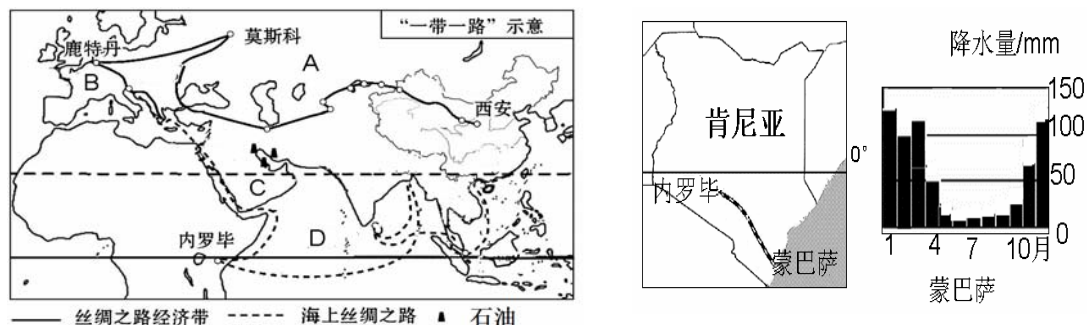 “一带一路”示意
莫斯科
鹿特丹
A
B
西安
C
D
内罗毕
丝绸之路经济带
海上丝绸之路
石油
肯尼亚
0°
内罗毕
蒙巴萨
降水量/mm
150
100
50
0
1 4 7 10月
蒙巴萨